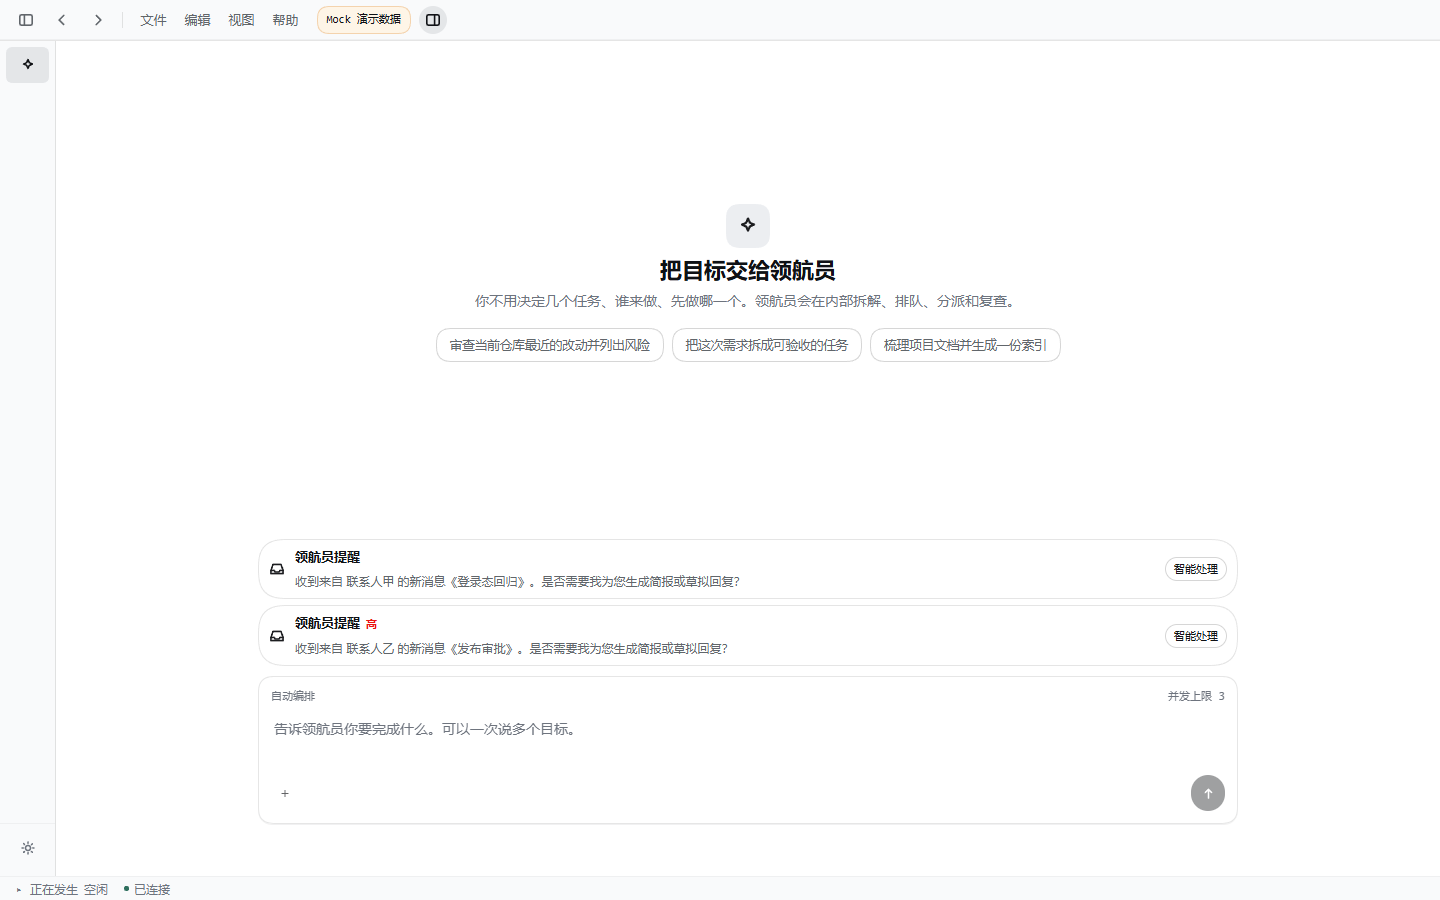 文件 编辑 视图 帮助 Mock 演示数据
把目标交给领航员
你不用决定几个任务、谁来做、先做哪一个。领航员会在内部拆解、排队、分派和复查。
审查当前仓库最近的改动并列出风险 把这次需求拆成可验收的任务 梳理项目文档并生成一份索引
领航员提醒
收到来自 联系人甲 的新消息《登录态回归》。是否需要我为您生成简报或草拟回复?
智能处理
领航员提醒 高
收到来自 联系人乙 的新消息《发布审批》。是否需要我为您生成简报或草拟回复?
智能处理
自动编排 并发上限 3
告诉领航员你要完成什么。可以一次说多个目标。
正在发生 空闲 已连接